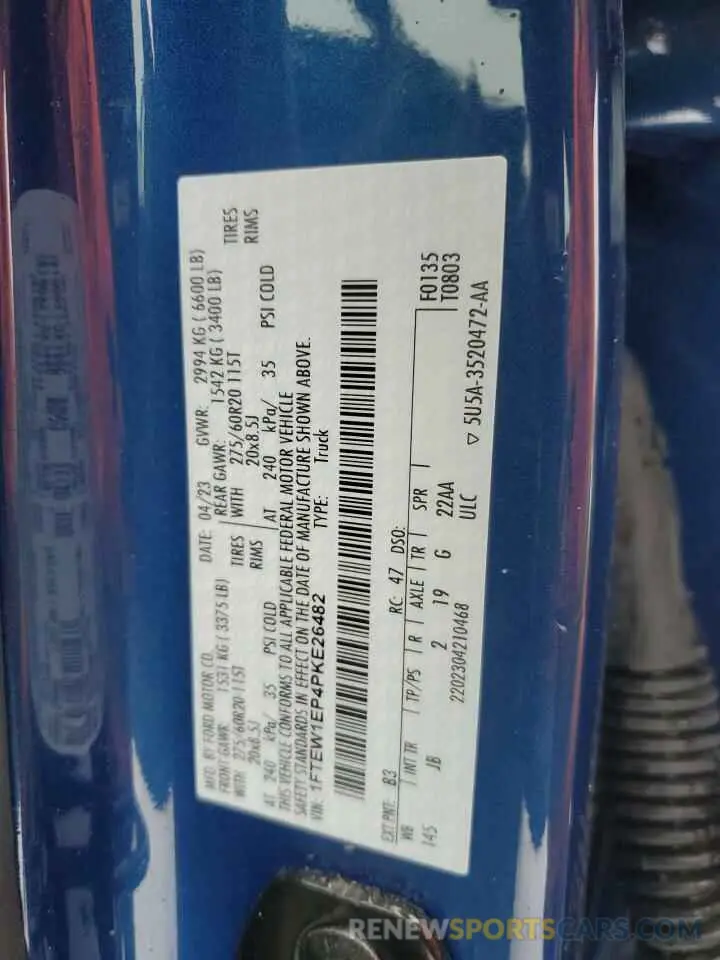 MFD. BY FORD MOTOR CO. DATE: 04/23 GVWR: 2994 KG ( 6600 LB)
FRONT GAWR: 1531 KG ( 3375 LB) REAR GAWR: 1542 KG ( 3400 LB)
WITH 275/60R20 115T TIRES WITH 275/60R20 115T TIRES
20x8.5J RIMS 20x8.5J RIMS
AT 240 kPa/ 35 PSI COLD AT 240 kPa/ 35 PSI COLD
THIS VEHICLE CONFORMS TO ALL APPLICABLE FEDERAL MOTOR VEHICLE
SAFETY STANDARDS IN EFFECT ON THE DATE OF MANUFACTURE SHOWN ABOVE.
VIN: 1FTEW1EP4PKE26482 TYPE: Truck
EXT PNT: B3 RC: 47 DSO: F0135
WB INT TR TP/PS R AXLE TR SPR T0803
145 JB 2 19 G 22AA
2202304210468 ULC ▽ 5U5A-3520472-AA
RENEWSPORTSCARS.COM